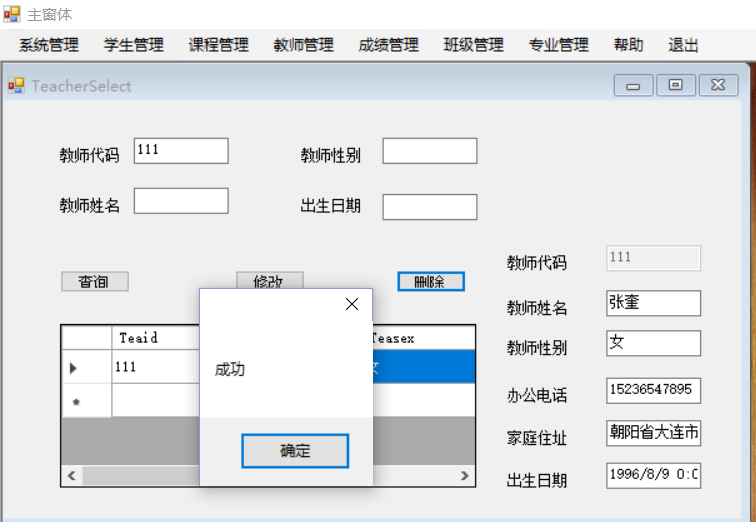 主窗体
系统管理 学生管理 课程管理 教师管理 成绩管理 班级管理 专业管理 帮助 退出
TeacherSelect
教师代码 111 教师性别
教师姓名 出生日期
查询 修改 删除
教师代码 111
教师姓名 张奎
教师性别 女
办公电话 15236547895
家庭住址 朝阳省大连市
出生日期 1996/8/9 0:0
Teaid Teasex
111 女
成功
确定